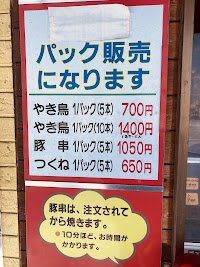 パック販売
になります
やき鳥 1パック(5本) 700円
やき鳥 1パック(10本) 1400円
豚串 1パック(5本) 1050円
つくね 1パック(5本) 650円
豚串は、注文されて
から焼きます。
※10分ほど、お時間が
かかります。